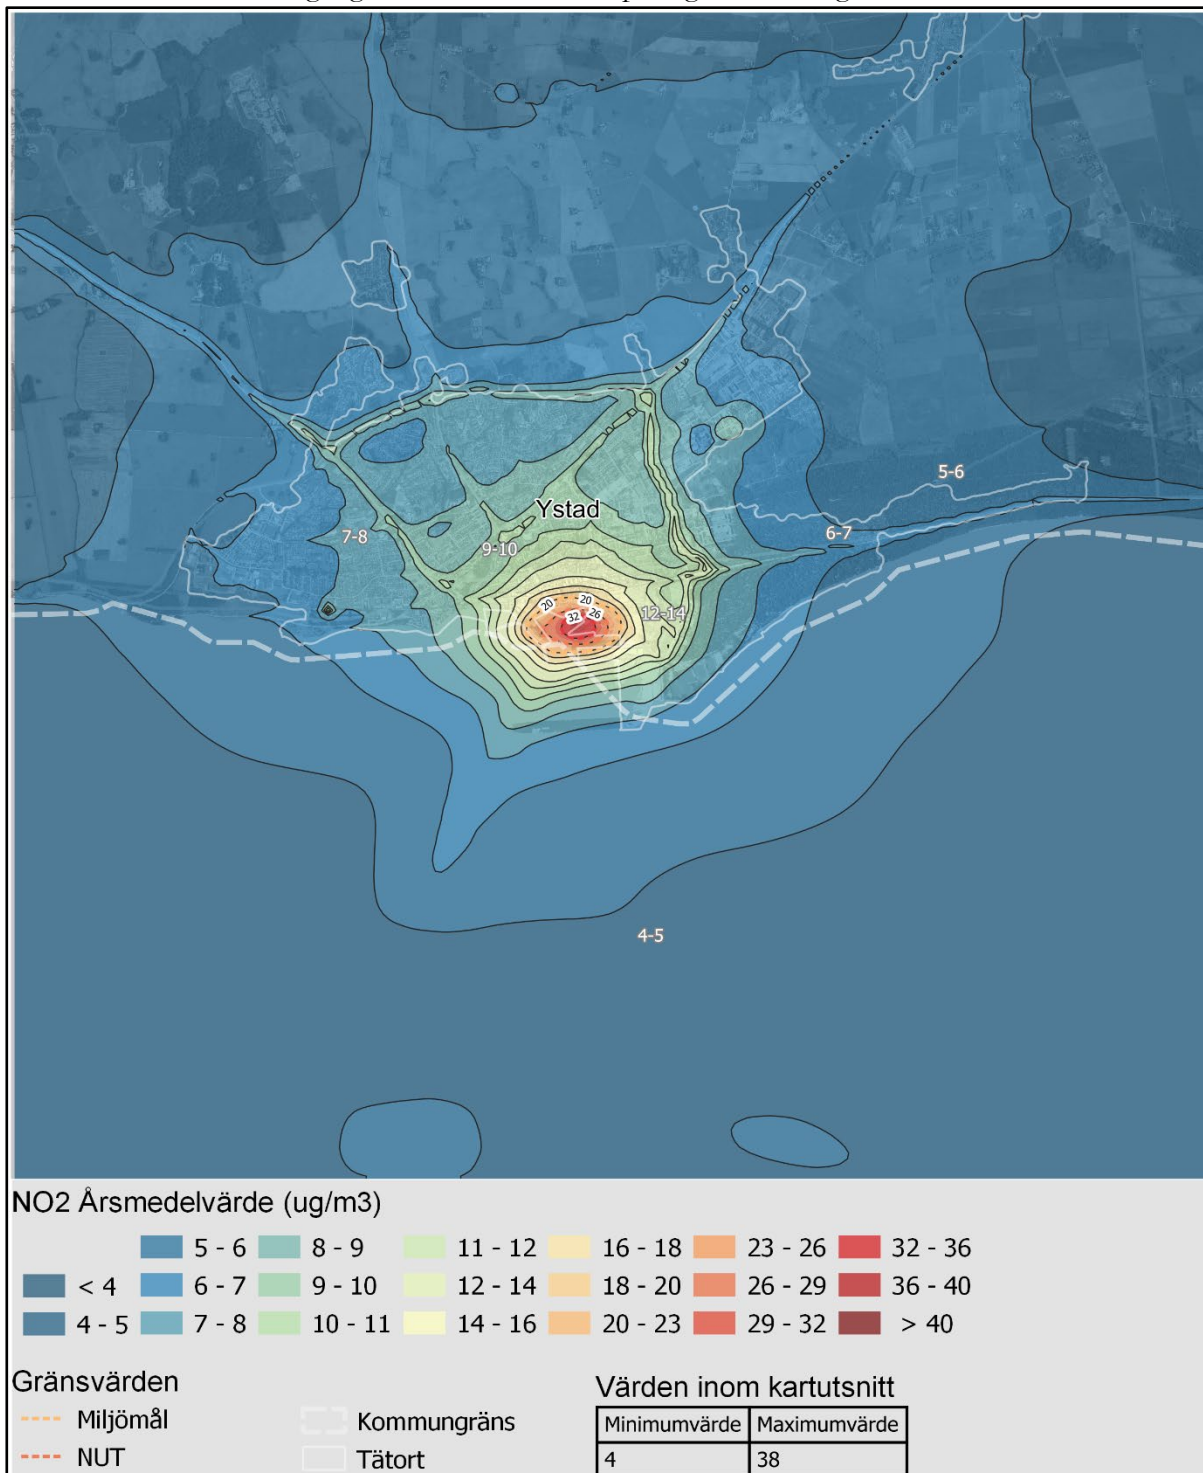 5-6
Ystad
7-8
6-7
9-10
20
20
32
26
12-14
4-5
NO2 Årsmedelvärde (ug/m3)
5 - 6 8 - 9 11 - 12 16 - 18 23 - 26 32 - 36
< 4 6 - 7 9 - 10 12 - 14 18 - 20 26 - 29 36 - 40
4 - 5 7 - 8 10 - 11 14 - 16 20 - 23 29 - 32 > 40
Gränsvärden
Miljömål
NUT
Kommungräns
Tätort
Värden inom kartutsnitt
Minimumvärde Maximumvärde
4 38